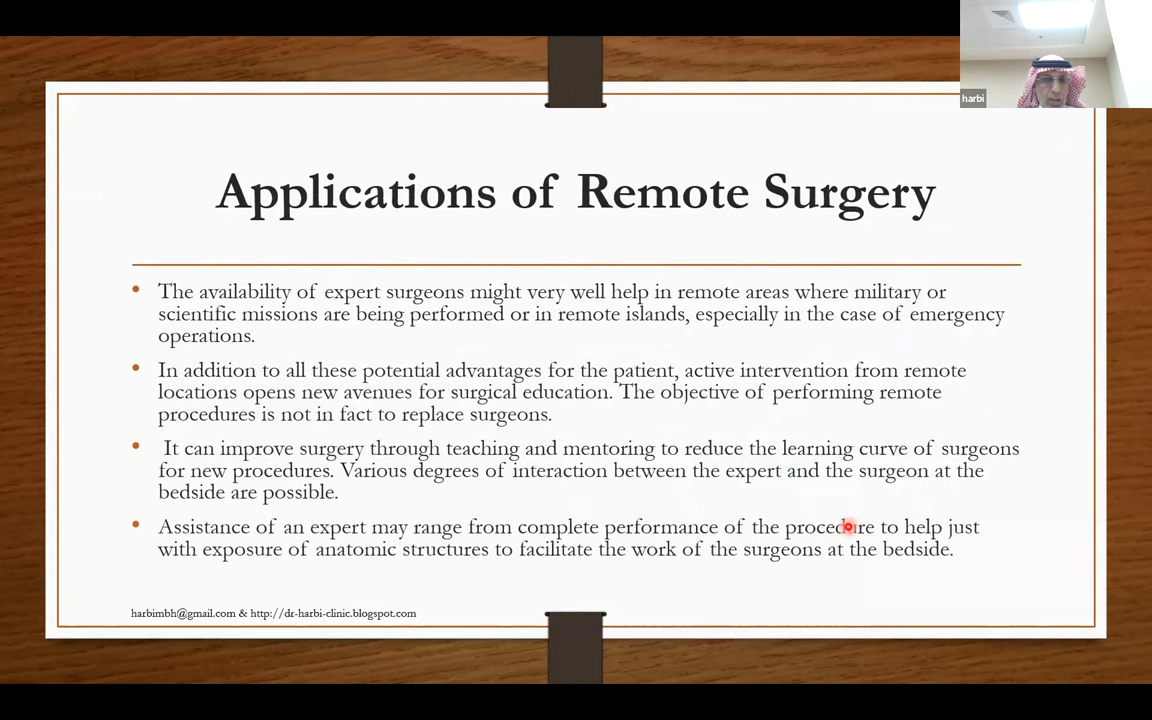 harbi
Applications of Remote Surgery
• The availability of expert surgeons might very well help in remote areas where military or
scientific missions are being performed or in remote islands, especially in the case of emergency
operations.
• In addition to all these potential advantages for the patient, active intervention from remote
locations opens new avenues for surgical education. The objective of performing remote
procedures is not in fact to replace surgeons.
• It can improve surgery through teaching and mentoring to reduce the learning curve of surgeons
for new procedures. Various degrees of interaction between the expert and the surgeon at the
bedside are possible.
• Assistance of an expert may range from complete performance of the procedure to help just
with exposure of anatomic structures to facilitate the work of the surgeons at the bedside.
harbimbh@gmail.com & http://dr-harbi-clinic.blogspot.com